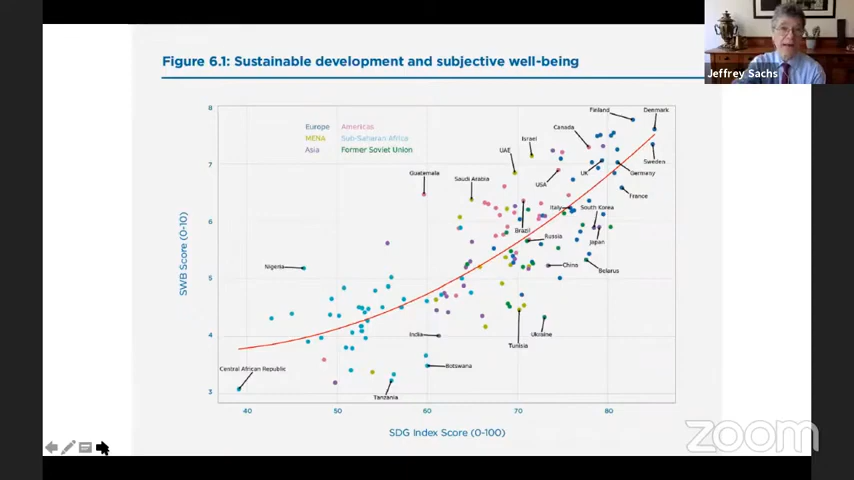 Jeffrey Sachs
Figure 6.1: Sustainable development and subjective well-being
8
7
6
5
4
3
SWB Score (0-10)
Europe Americas
MENA Sub-Saharan Africa
Asia Former Soviet Union
Finland
Denmark
Canada
Israel
UAE
Sweden
UK
Germany
Guatemala
Saudi Arabia
USA
France
Italy
South Korea
Brazil
Russia
Japan
Nigeria
China
Belarus
India
Ukraine
Tunisia
Botswana
Central African Republic
Tanzania
40 50 60 70 80
SDG Index Score (0-100)
zoom